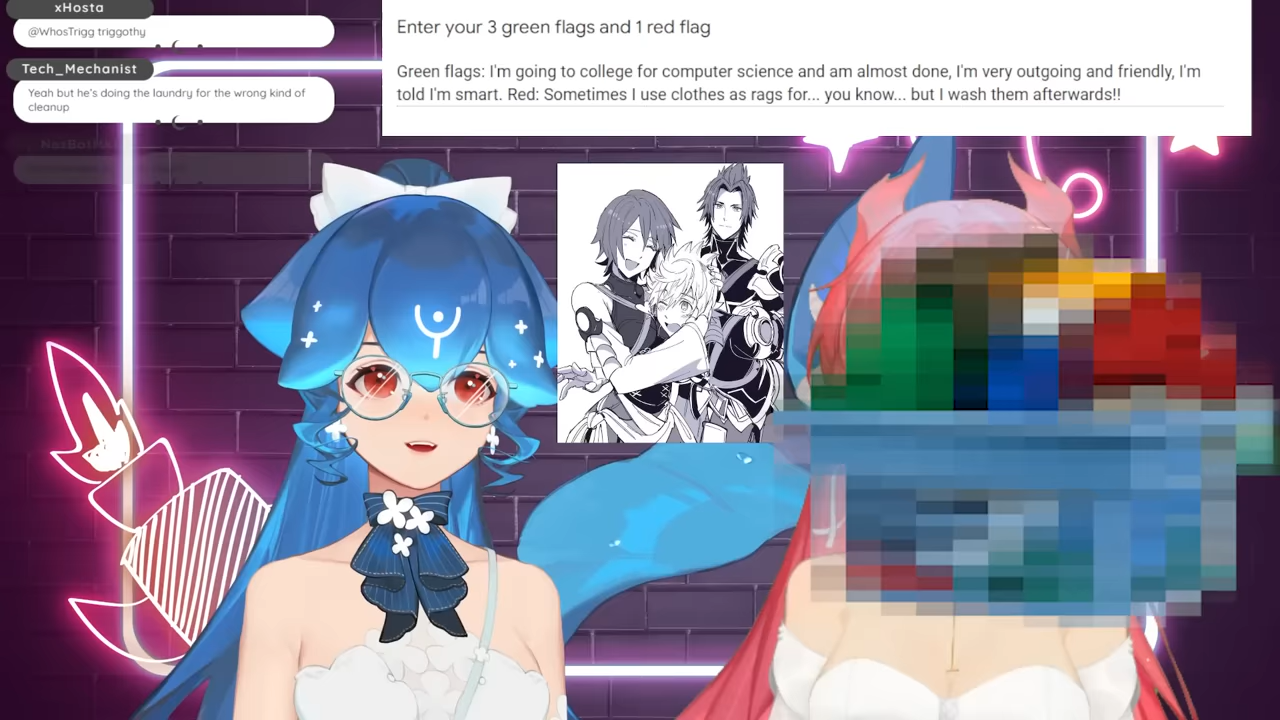 xHosta
@WhosTrigg triggothy
Tech_Mechanist
Yeah but he's doing the laundry for the wrong kind of
cleanup
Enter your 3 green flags and 1 red flag
Green flags: I'm going to college for computer science and am almost done, I'm very outgoing and friendly, I'm
told I'm smart. Red: Sometimes I use clothes as rags for... you know... but I wash them afterwards!!